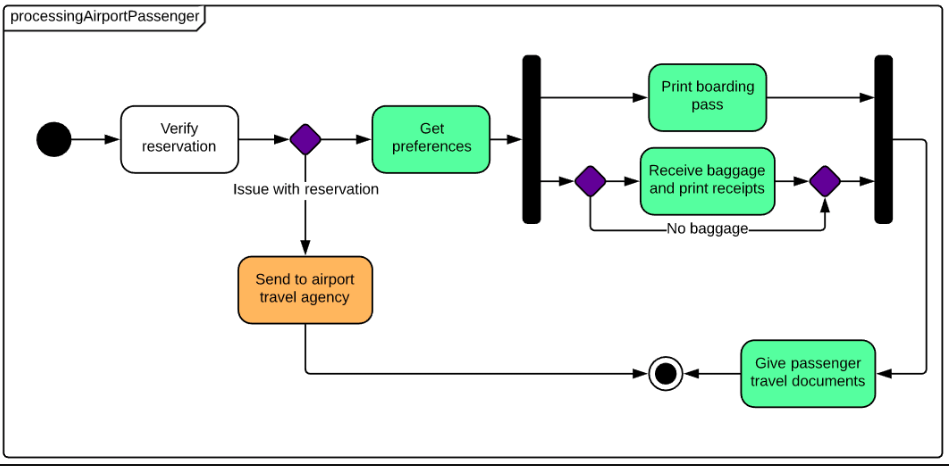 processingAirportPassenger
Verify
reservation
Get
preferences
Print boarding
pass
Receive baggage
and print receipts
Issue with reservation
No baggage
Send to airport
travel agency
Give passenger
travel documents